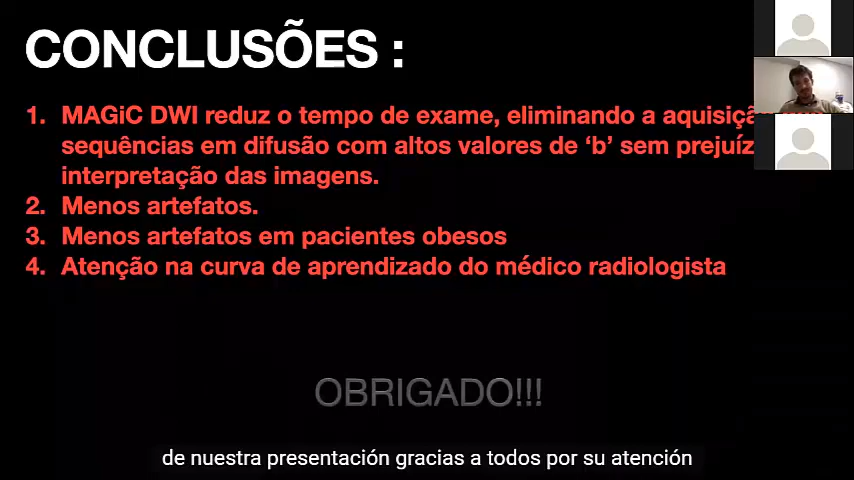 CONCLUSÕES :
1. MAGiC DWI reduz o tempo de exame, eliminando a
sequências em difusão com altos valores de ‘b’ sem
interpretação das imagens.
2. Menos artefatos.
3. Menos artefatos em pacientes obesos
4. Atenção na curva de aprendizado do médico radiologista
OBRIGADO!!!
de nuestra presentación gracias a todos por su atención